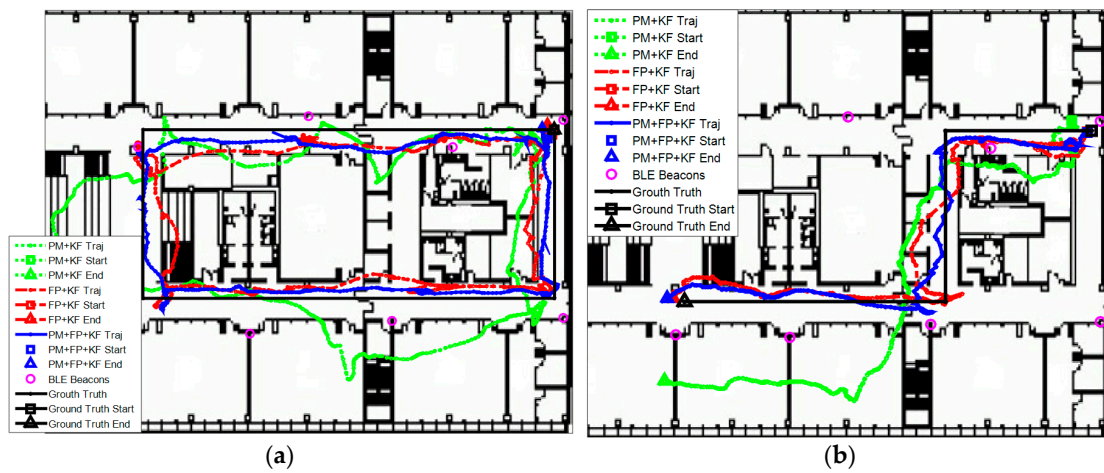 PM+KF Traj
PM+KF Start
PM+KF End
FP+KF Traj
FP+KF Start
FP+KF End
PM+FP+KF Traj
PM+FP+KF Start
PM+FP+KF End
BLE Beacons
Grouth Truth
Ground Truth Start
Ground Truth End
(a)
PM+KF Traj
PM+KF Start
PM+KF End
FP+KF Traj
FP+KF Start
FP+KF End
PM+FP+KF Traj
PM+FP+KF Start
PM+FP+KF End
BLE Beacons
Grouth Truth
Ground Truth Start
Ground Truth End
(b)